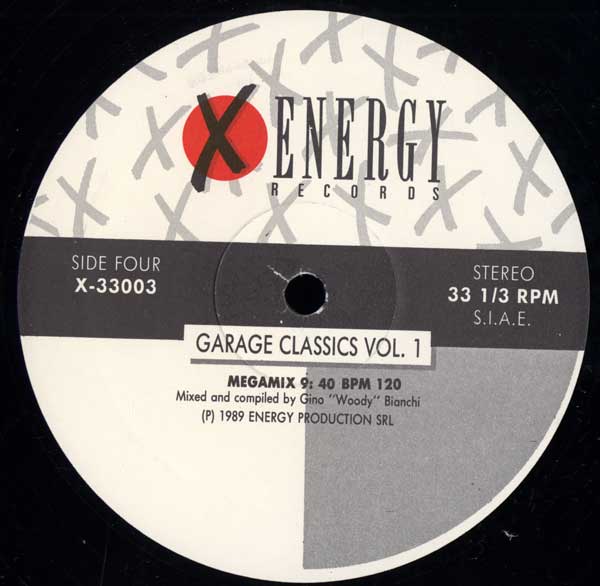 X ENERGY
RECORDS
SIDE FOUR
X-33003
STEREO
33 1/3 RPM
S.I.A.E.
GARAGE CLASSICS VOL. 1
MEGAMIX 9: 40 BPM 120
Mixed and compiled by Gino "Woody" Bianchi
(P) 1989 ENERGY PRODUCTION SRL